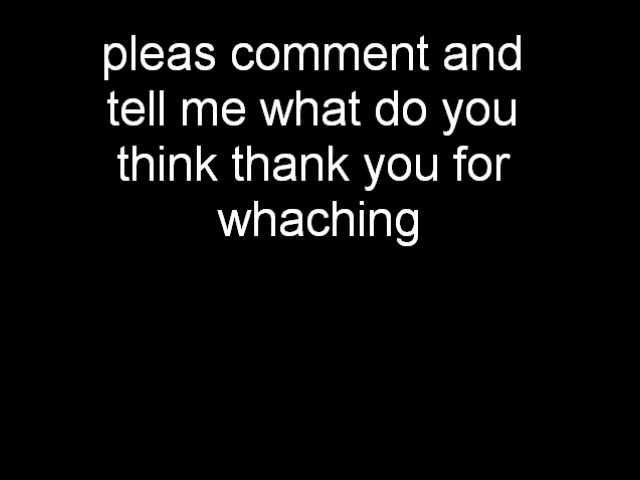 pleas comment and
tell me what do you
think thank you for
whaching